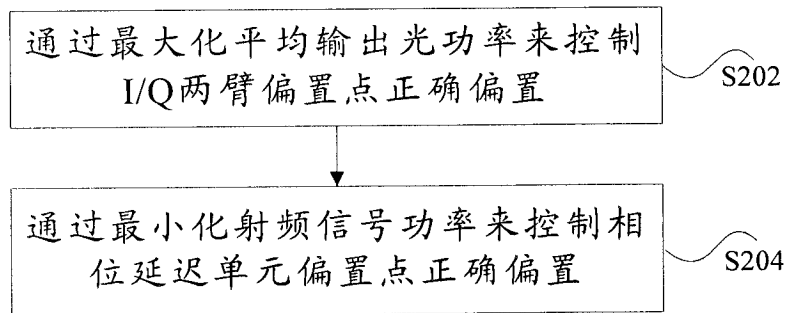 通过最大化平均输出光功率来控制
I/Q两臂偏置点正确偏置
S202
通过最小化射频信号功率来控制相
位延迟单元偏置点正确偏置
S204